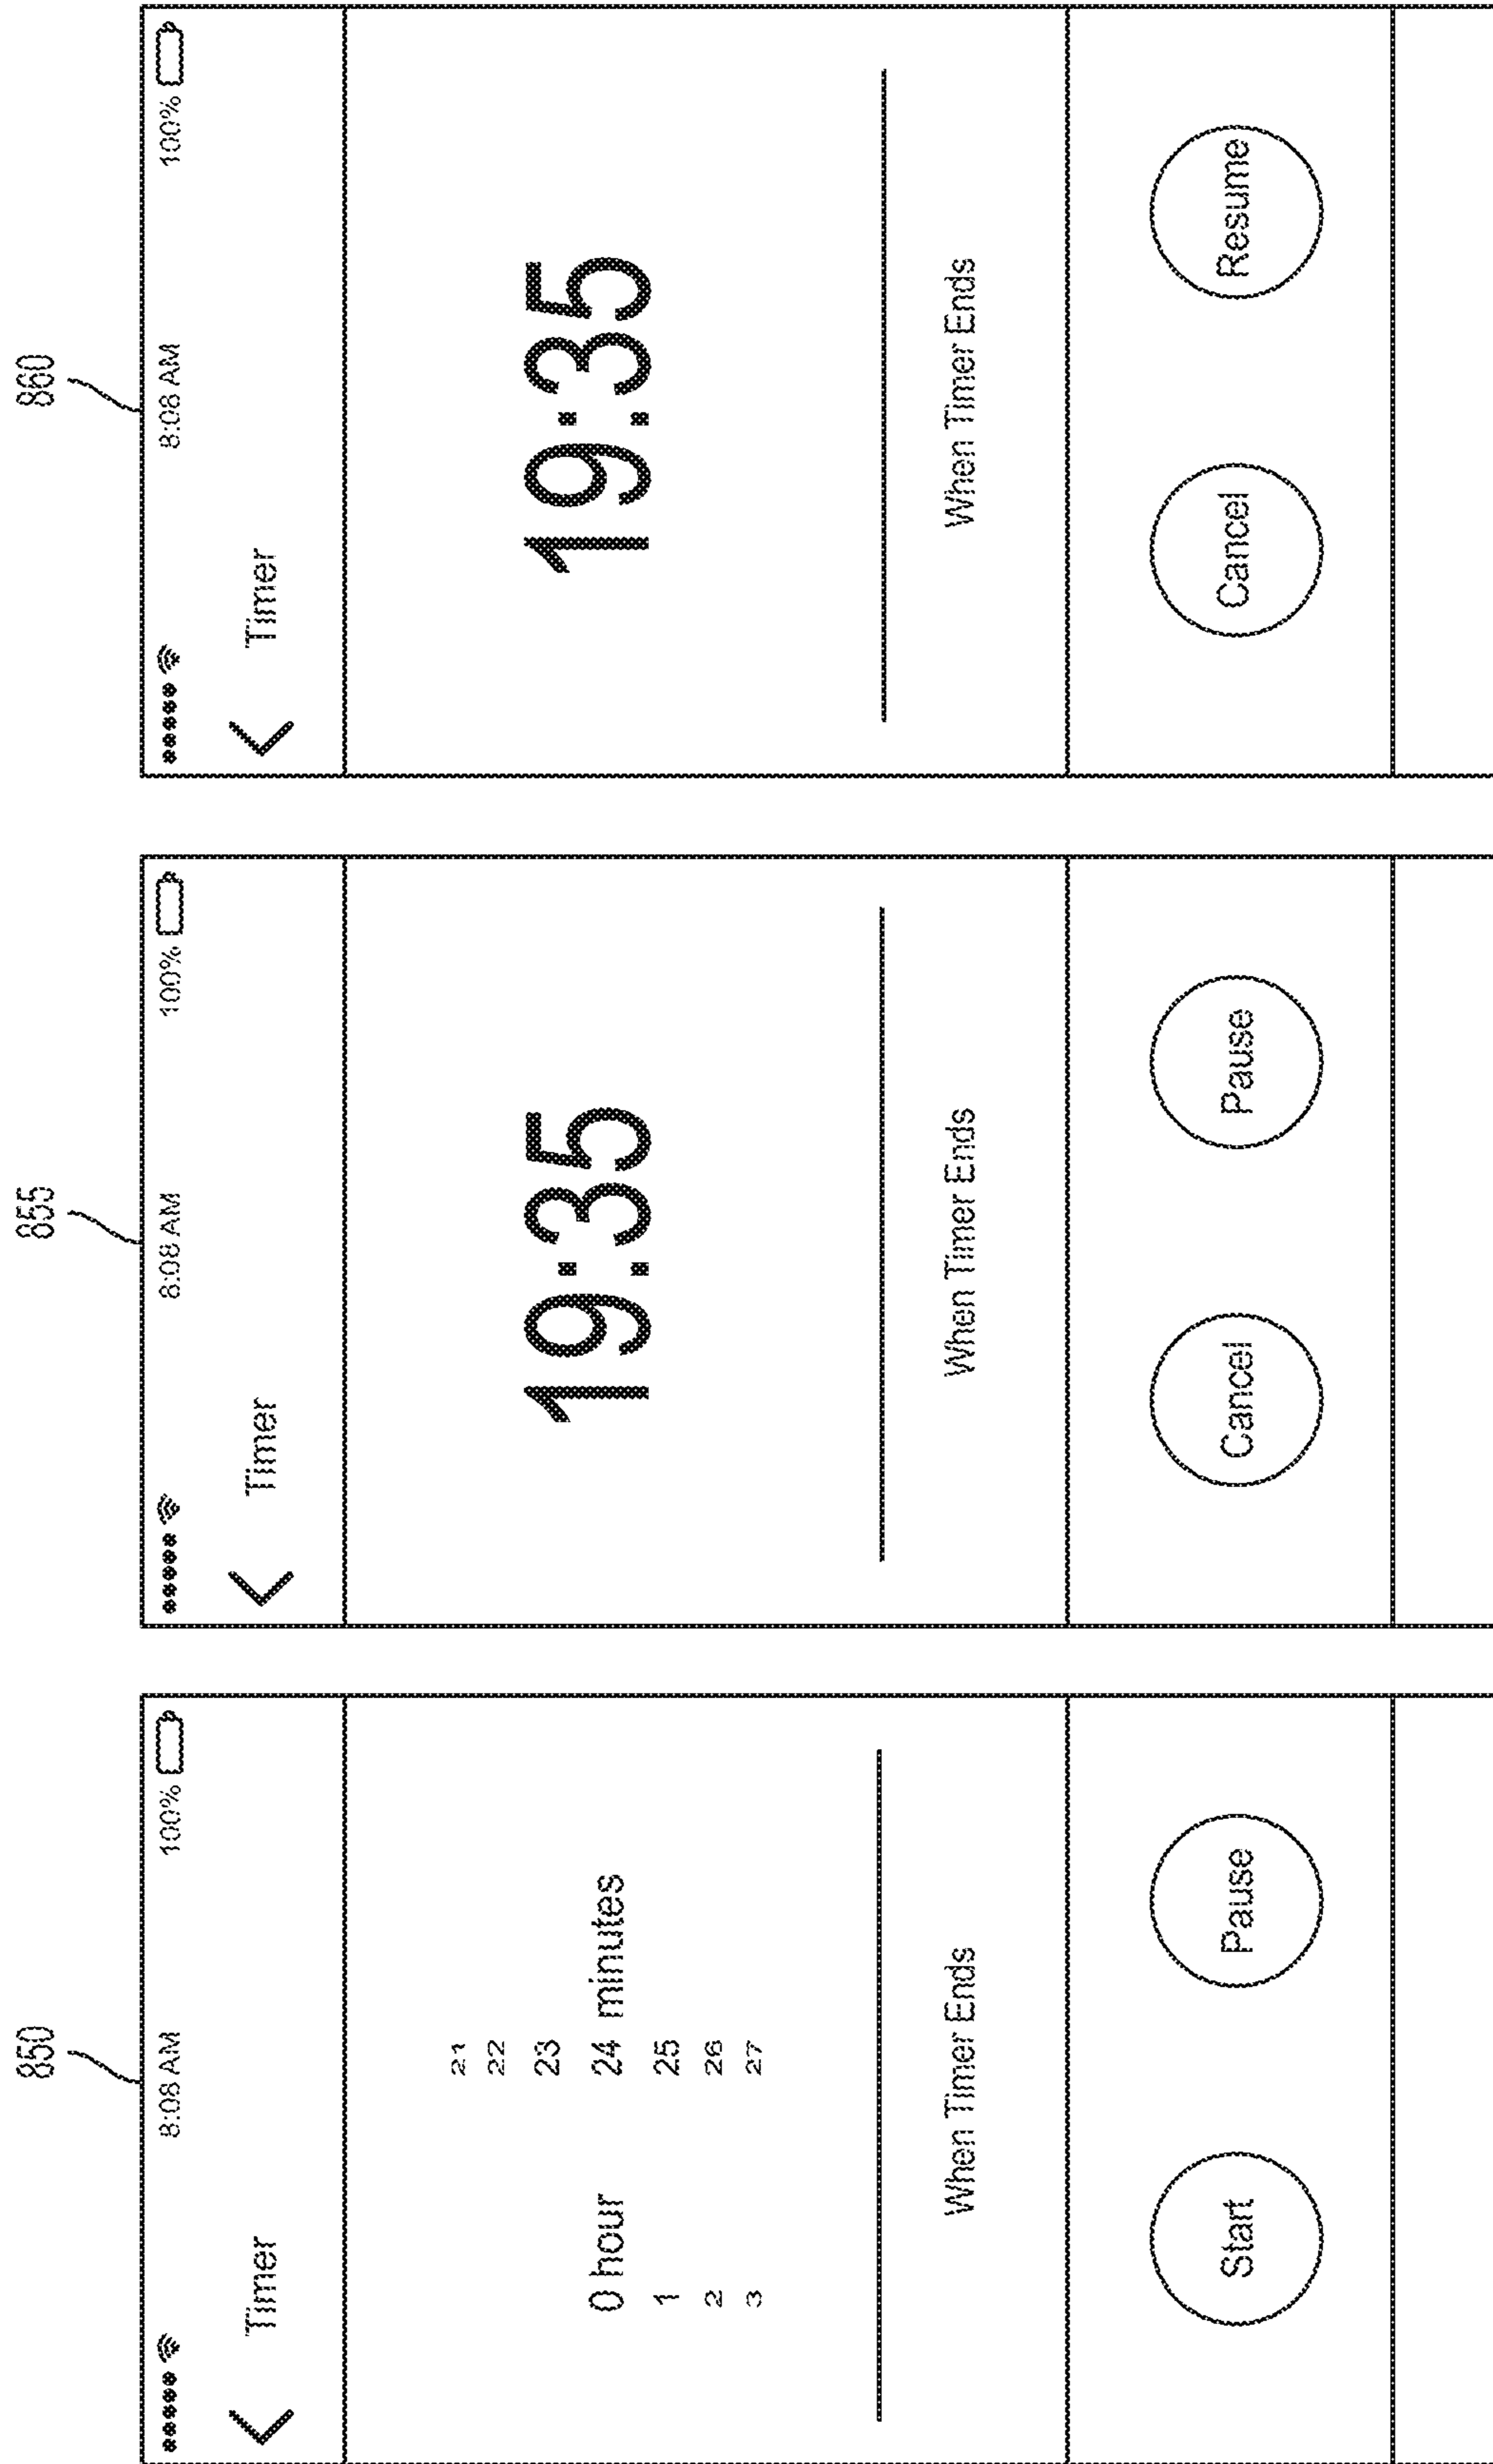 850
8:08 AM 100%
Timer
21
22
23
0 hour 24 minutes
1 25
2 26
3 27
When Timer Ends
Start Pause
855
8:08 AM 100%
Timer
19:35
When Timer Ends
Cancel Pause
860
8:08 AM 100%
Timer
19:35
When Timer Ends
Cancel Resume